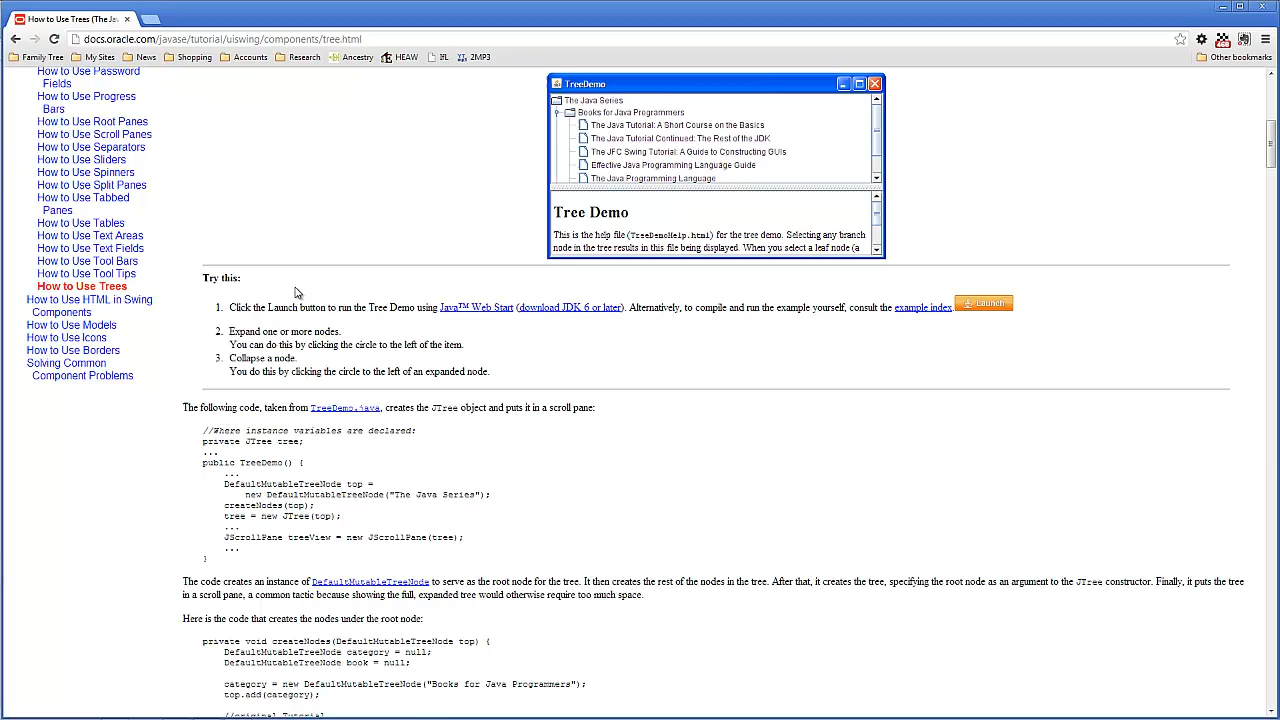 How to Use Trees (The Ja
docs.oracle.com/javase/tutorial/uiswing/components/tree.html
Family Tree
My Sites
News
Shopping
Accounts
Research
Ancestry
HEAW
IfL
2MP3
Other bookmarks
How to Use Password
Fields
How to Use Progress
Bars
How to Use Root Panes
How to Use Scroll Panes
How to Use Separators
How to Use Sliders
How to Use Spinners
How to Use Split Panes
How to Use Tabbed
Panes
How to Use Tables
How to Use Text Areas
How to Use Text Fields
How to Use Tool Bars
How to Use Tool Tips
How to Use Trees
How to Use HTML in Swing
Components
How to Use Models
How to Use Icons
How to Use Borders
Solving Common
Component Problems
TreeDemo
The Java Series
Books for Java Programmers
The Java Tutorial: A Short Course on the Basics
The Java Tutorial Continued: The Rest of the JDK
The JFC Swing Tutorial: A Guide to Constructing GUIs
Effective Java Programming Language Guide
The Java Programming Language
Tree Demo
This is the help file (TreeDemoHelp.html) for the tree demo. Selecting any branch
node in the tree results in this file being displayed. When you select a leaf node (a
Try this:
1. Click the Launch button to run the Tree Demo using Java™ Web Start (download JDK 6 or later). Alternatively, to compile and run the example yourself, consult the example index. Launch
2. Expand one or more nodes.
You can do this by clicking the circle to the left of the item.
3. Collapse a node.
You do this by clicking the circle to the left of an expanded node.
The following code, taken from TreeDemo.java, creates the JTree object and puts it in a scroll pane:
//Where instance variables are declared:
private JTree tree;
...
public TreeDemo() {
...
DefaultMutableTreeNode top =
new DefaultMutableTreeNode("The Java Series");
createNodes(top);
tree = new JTree(top);
...
JScrollPane treeView = new JScrollPane(tree);
...
}
The code creates an instance of DefaultMutableTreeNode to serve as the root node for the tree. It then creates the rest of the nodes in the tree. After that, it creates the tree, specifying the root node as an argument to the JTree constructor. Finally, it puts the tree
in a scroll pane, a common tactic because showing the full, expanded tree would otherwise require too much space.
Here is the code that creates the nodes under the root node:
private void createNodes(DefaultMutableTreeNode top) {
DefaultMutableTreeNode category = null;
DefaultMutableTreeNode book = null;
category = new DefaultMutableTreeNode("Books for Java Programmers");
top.add(category);
//original Tutorial